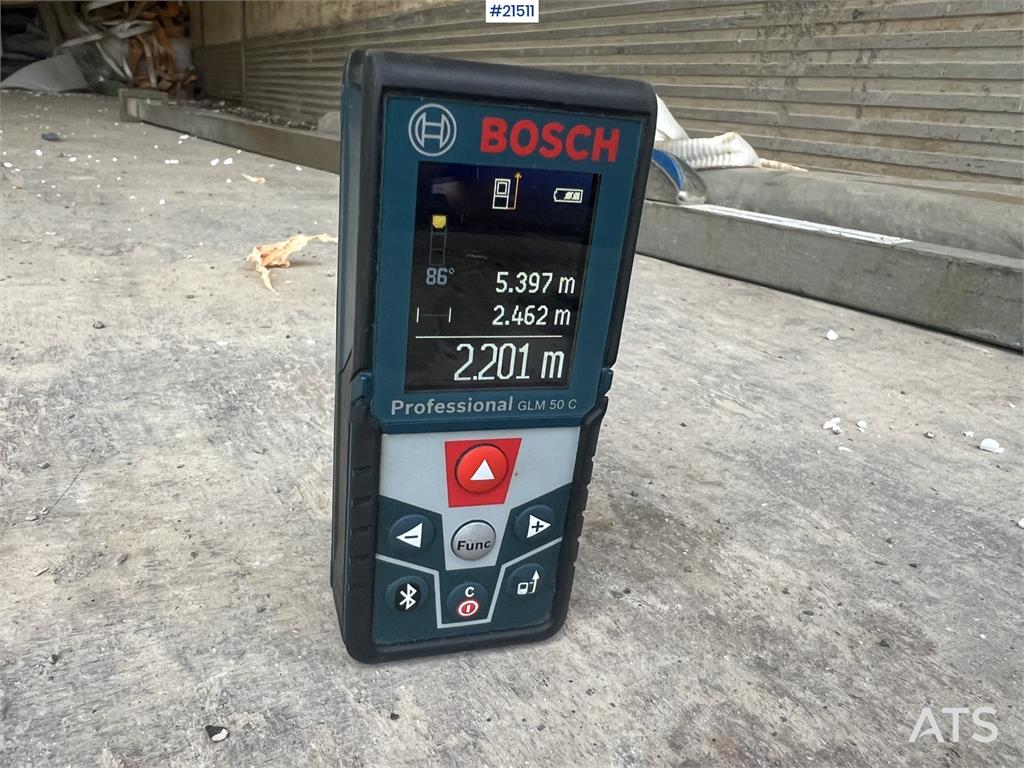 #21511
BOSCH
86°
5.397 m
2.462 m
2.201 m
Professional GLM 50 C
Func
C
ATS